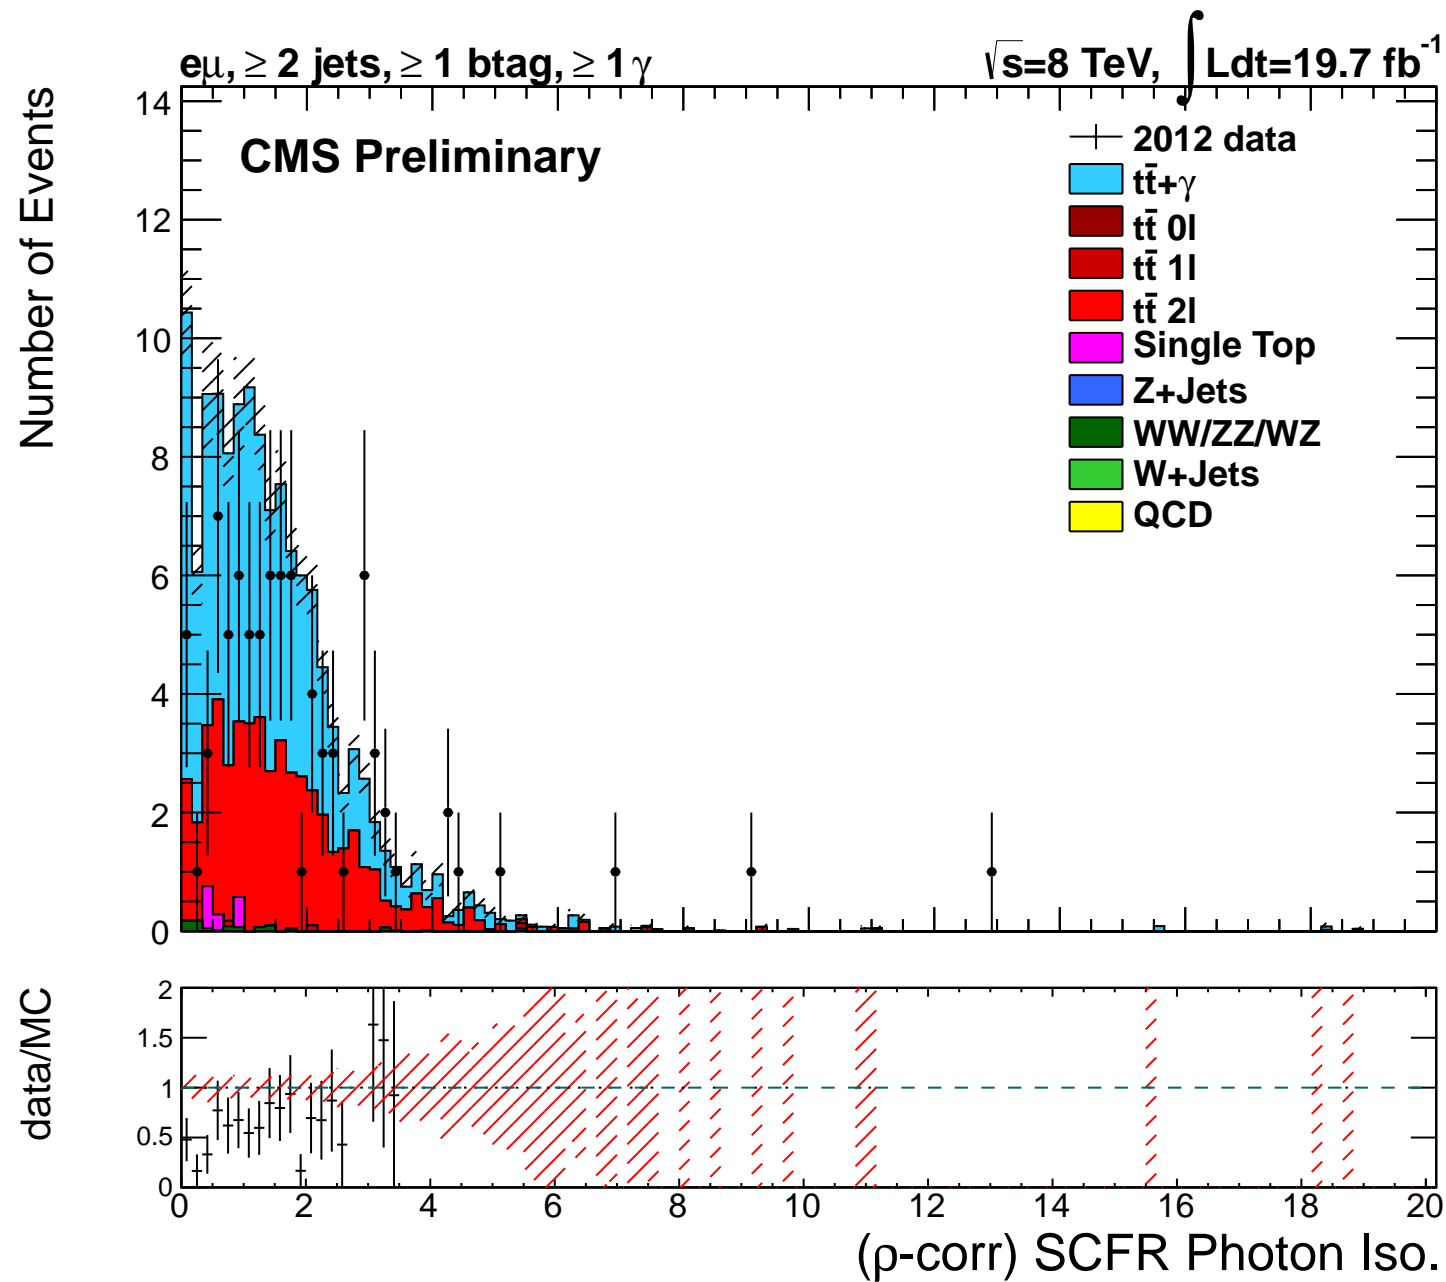 eμ, ≥ 2 jets, ≥ 1 btag, ≥ 1 γ
√s=8 TeV, ∫ Ldt=19.7 fb⁻¹
CMS Preliminary
2012 data
tt̄+γ
tt̄ 0l
tt̄ 1l
tt̄ 2l
Single Top
Z+Jets
WW/ZZ/WZ
W+Jets
QCD
Number of Events
14
12
10
8
6
4
2
0
data/MC
2
1.5
1
0.5
0
0 2 4 6 8 10 12 14 16 18 20
(ρ-corr) SCFR Photon Iso.